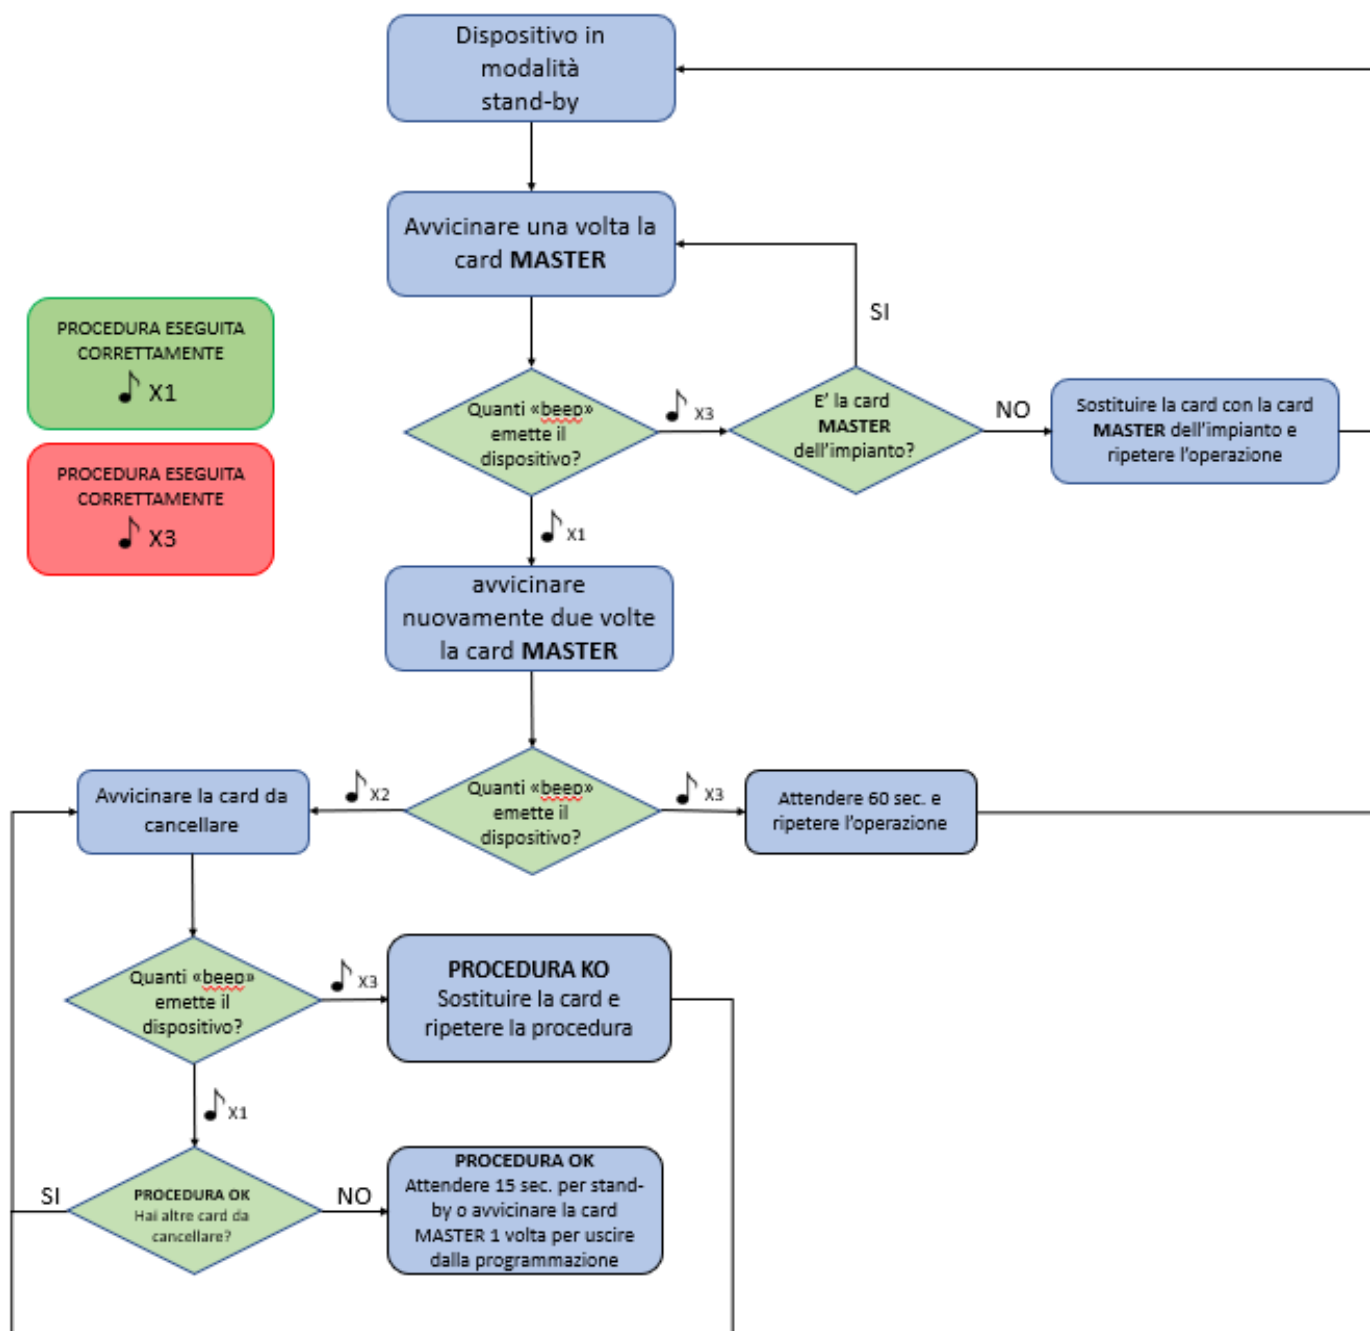 Dispositivo in
modalità
stand-by
Avvicinare una volta la
card MASTER
SI
PROCEDURA ESEGUITA
CORRETTAMENTE
X1
Quanti «beep»
emette il
dispositivo?
X3
E' la card
MASTER
dell'impianto?
NO
Sostituire la card con la card
MASTER dell'impianto e
ripetere l'operazione
PROCEDURA ESEGUITA
CORRETTAMENTE
X3
X1
avvicinare
nuovamente due volte
la card MASTER
Avvicinare la card da
cancellare
X2
Quanti «beep»
emette il
dispositivo?
X3
Attendere 60 sec. e
ripetere l'operazione
Quanti «beep»
emette il
dispositivo?
X3
PROCEDURA KO
Sostituire la card e
ripetere la procedura
X1
SI
PROCEDURA OK
Hai altre card da
cancellare?
NO
PROCEDURA OK
Attendere 15 sec. per stand-
by o avvicinare la card
MASTER 1 volta per uscire
dalla programmazione